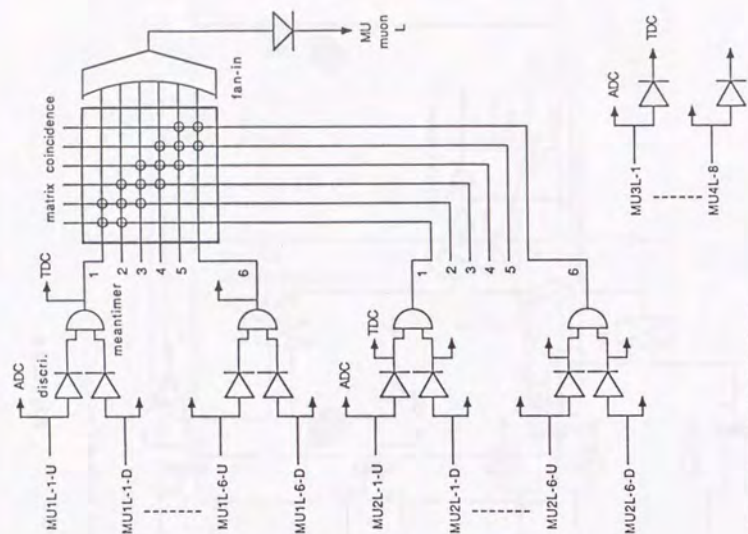 MU1L-1-U
MU1L-1-D
MU1L-6-U
MU1L-6-D
MU2L-1-U
MU2L-1-D
MU2L-6-U
MU2L-6-D
ADC
discri.
TDC
meantimer
1
2
3
4
5
6
matrix coincidence
fan-in
MU
muon
L
ADC
TDC
1
2
3
4
5
6
MU3L-1
MU4L-8
ADC
TDC